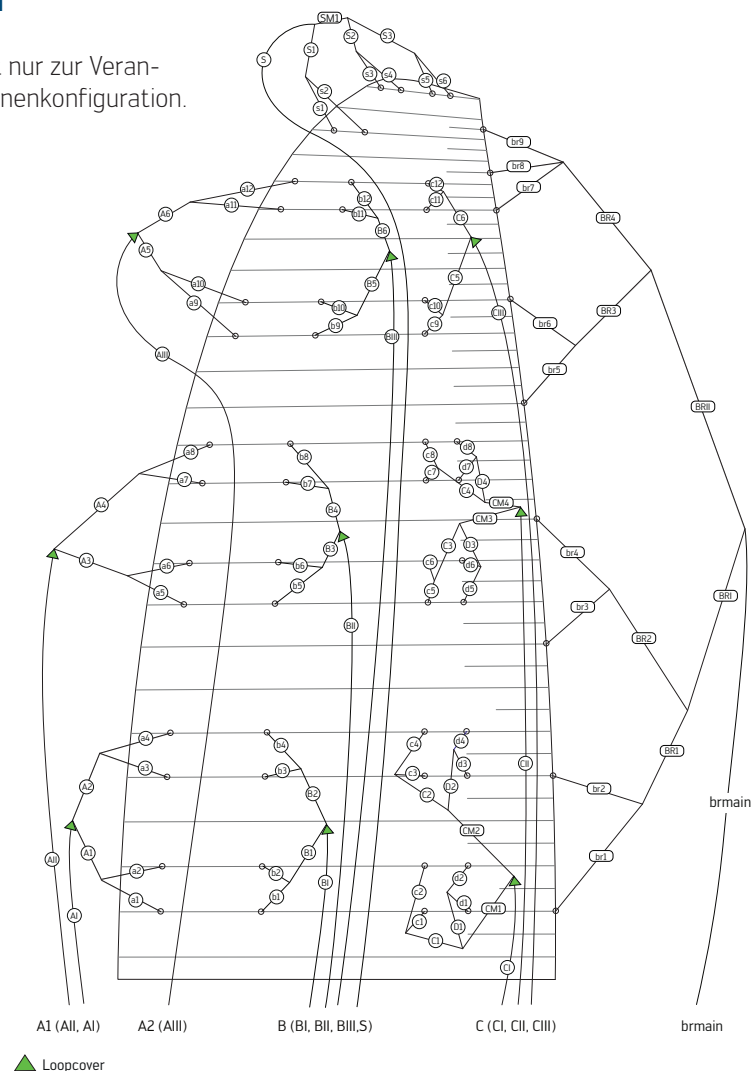 nur zur Veran-
nenkonfiguration.
SM1
S
S1
S2
S3
s3
s4
s5
s6
s2
s1
br9
br8
br7
a12
a11
A6
A5
a10
a9
AIII
b12
b11
B6
B5
b10
b9
BIII
c12
c11
C6
C5
c10
c9
CIII
BR4
BR3
br6
br5
BRII
a8
a7
A4
A3
a6
a5
b8
b7
B4
B3
b6
b5
BII
c8
c7
d8
d7
D4
C4
CM4
CM3
C3
D3
c6
d6
c5
d5
br4
br3
BR2
BRI
a4
a3
A2
A1
a2
a1
AII
AI
b4
b3
B2
B1
b2
b1
BI
c4
c3
C2
d4
d3
D2
CM2
c2
c1
C1
d2
d1
D1
CM1
CII
CI
BR1
br2
br1
brmain
A1 (AII, AI) A2 (AIII) B (BI, BII, BIII,S) C (CI, CII, CIII) brmain
Loopcover